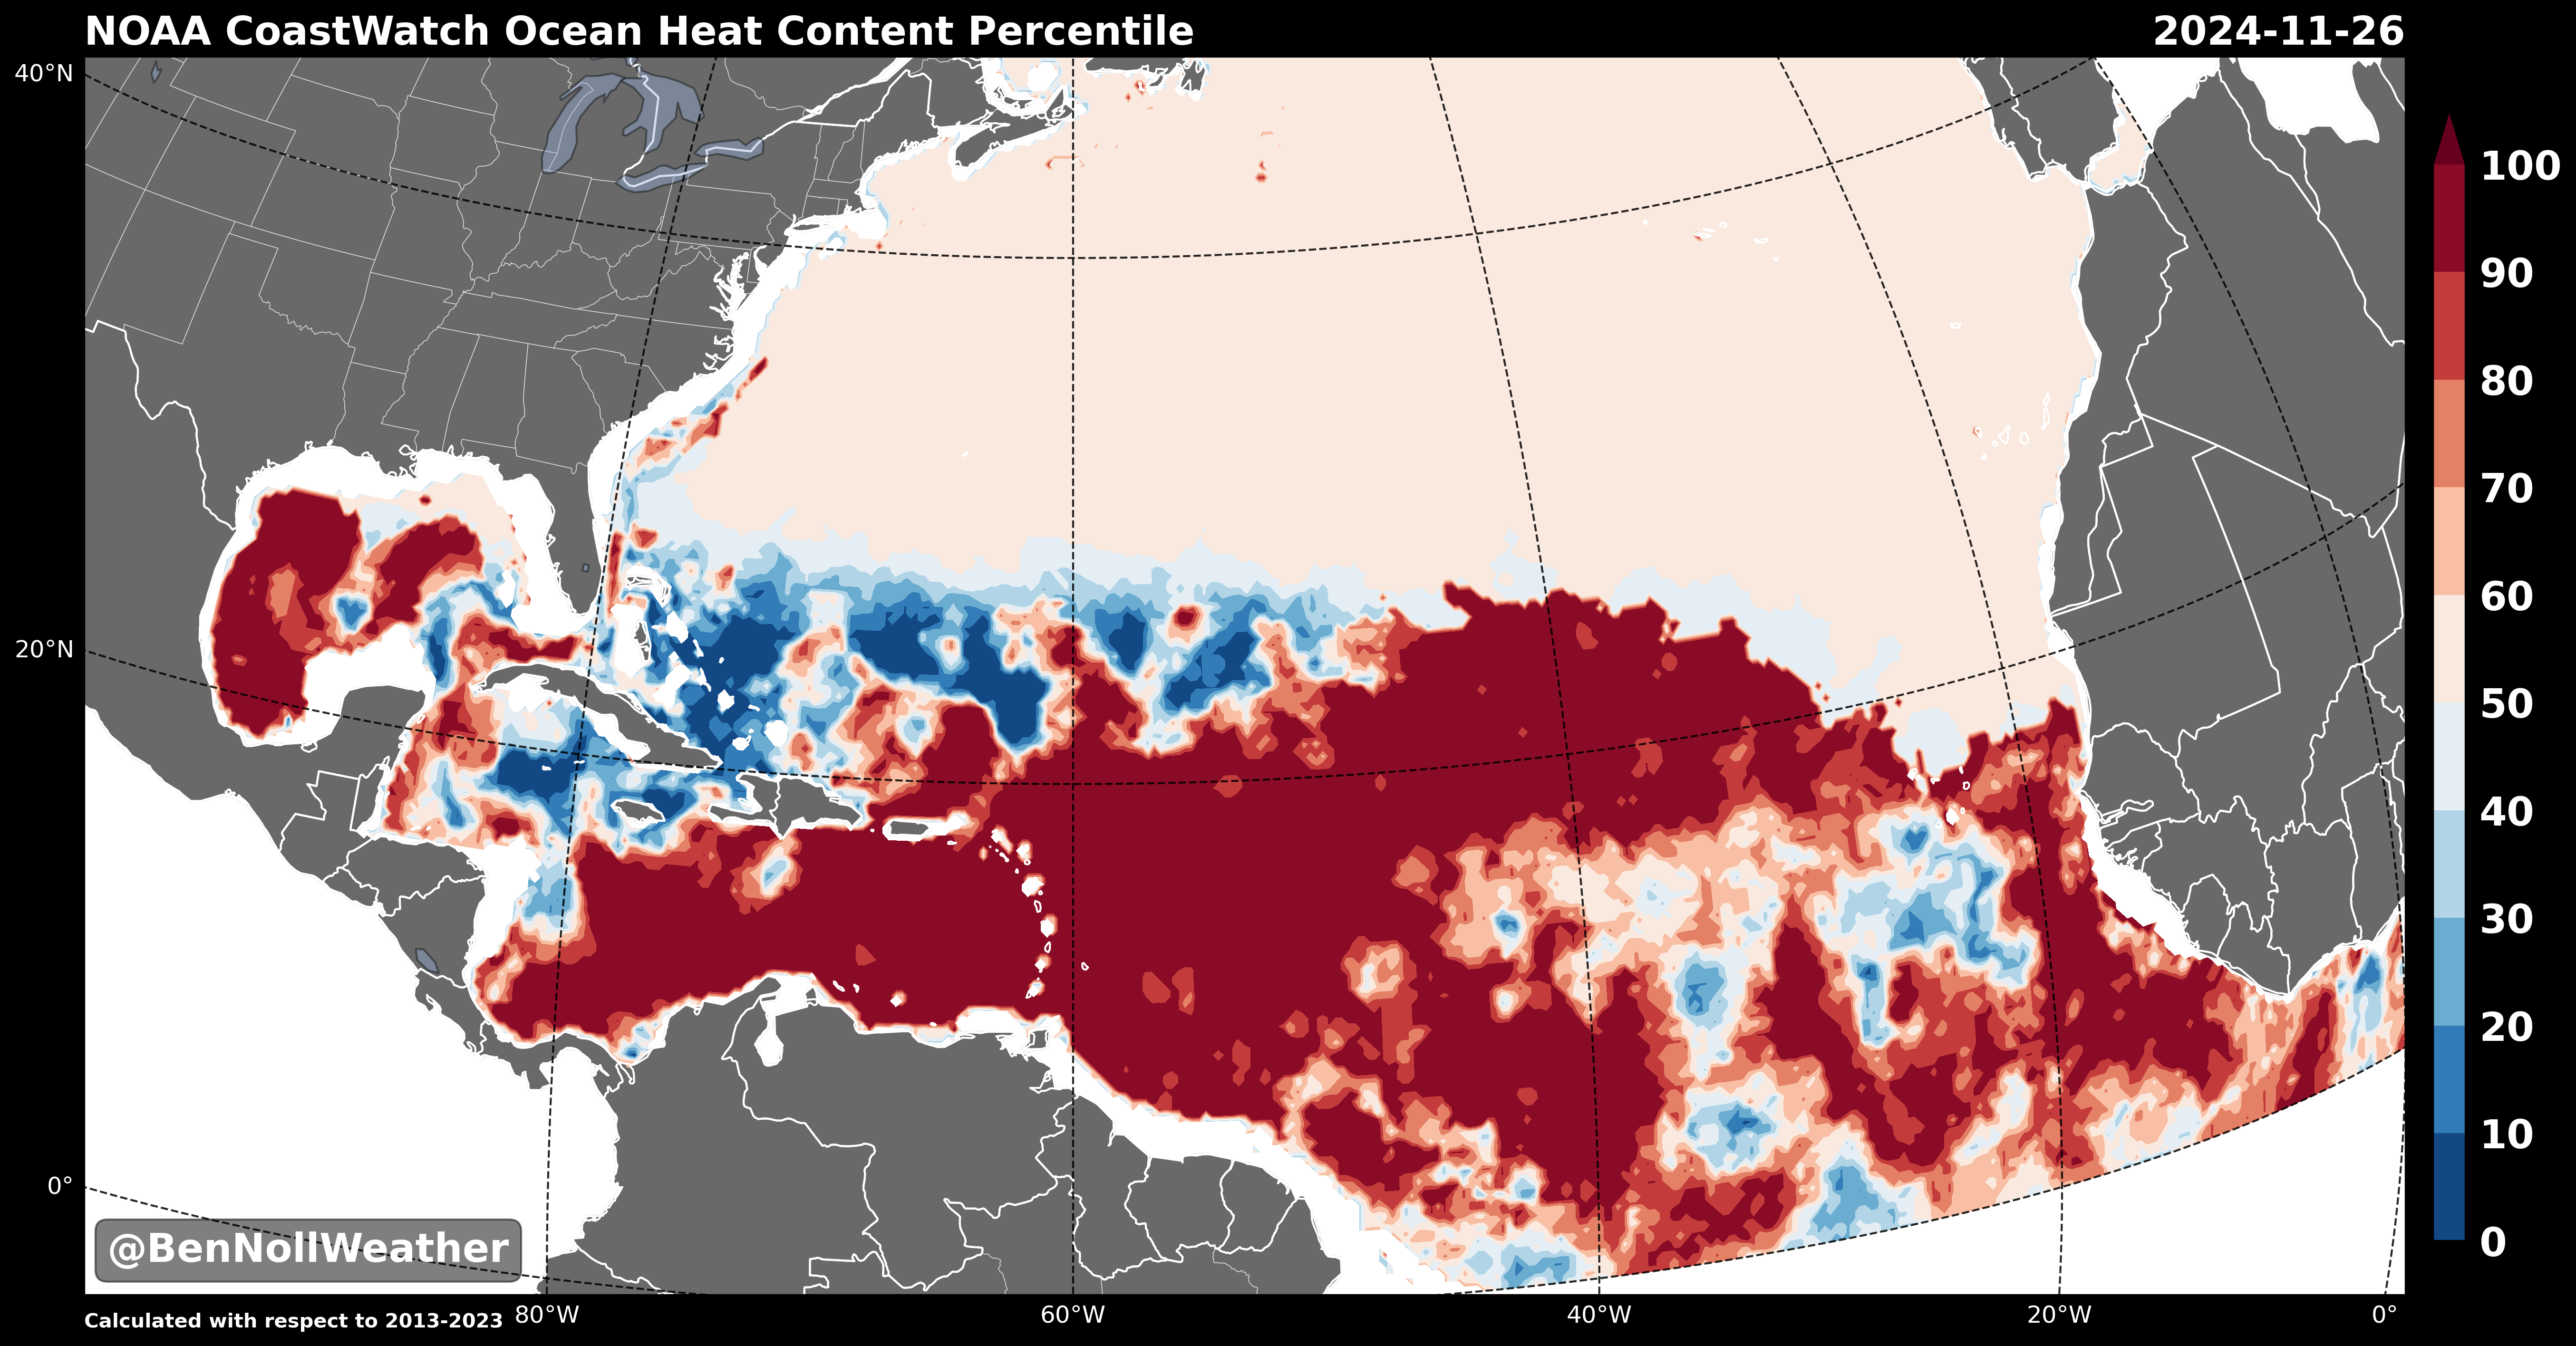 NOAA CoastWatch Ocean Heat Content Percentile
2024-11-26
40°N
20°N
0°
100
90
80
70
60
50
40
30
20
10
0
@BenNollWeather
Calculated with respect to 2013-2023
80°W
60°W
40°W
20°W
0°